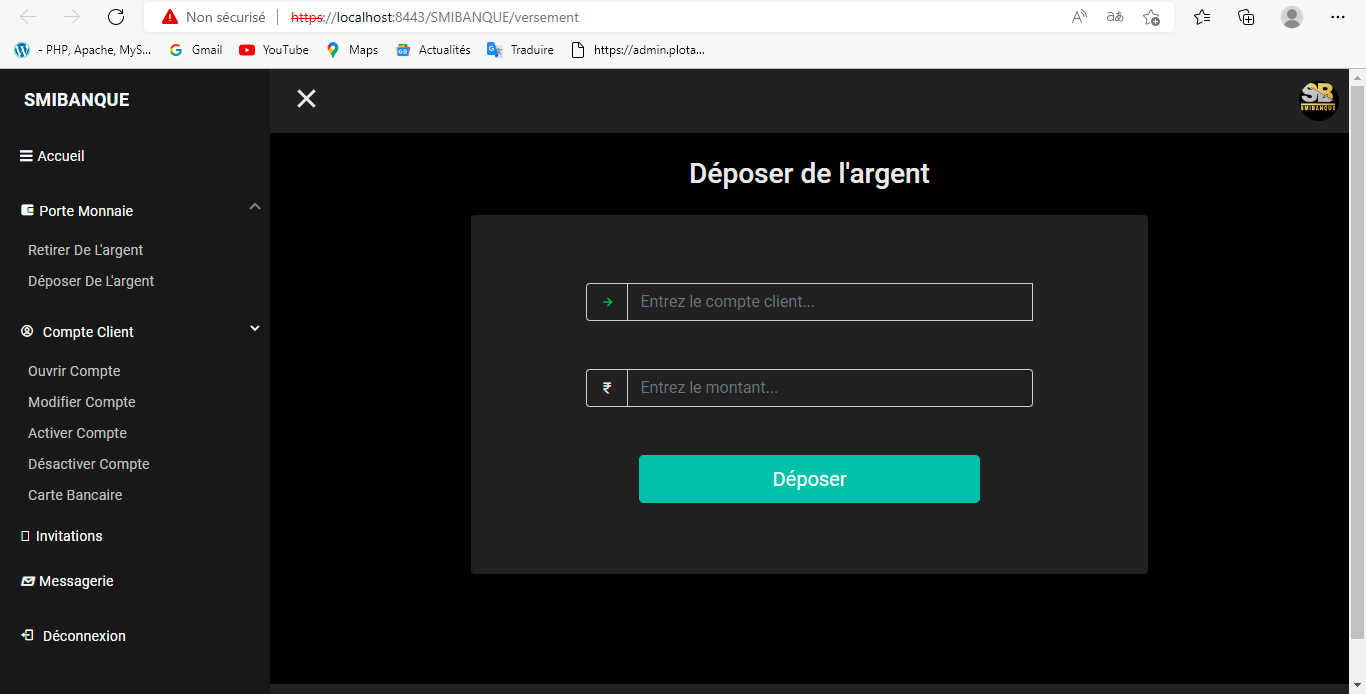 Non sécurisé | https://localhost:8443/SMIBANQUE/versement
- PHP, Apache, MyS... Gmail YouTube Maps Actualités Traduire https://admin.plota...
SMIBANQUE
SB
SMIBANQUE
Accueil
Porte Monnaie
Retirer De L'argent
Déposer De L'argent
Compte Client
Ouvrir Compte
Modifier Compte
Activer Compte
Désactiver Compte
Carte Bancaire
Invitations
Messagerie
Déconnexion
Déposer de l'argent
Entrez le compte client...
₹ Entrez le montant...
Déposer